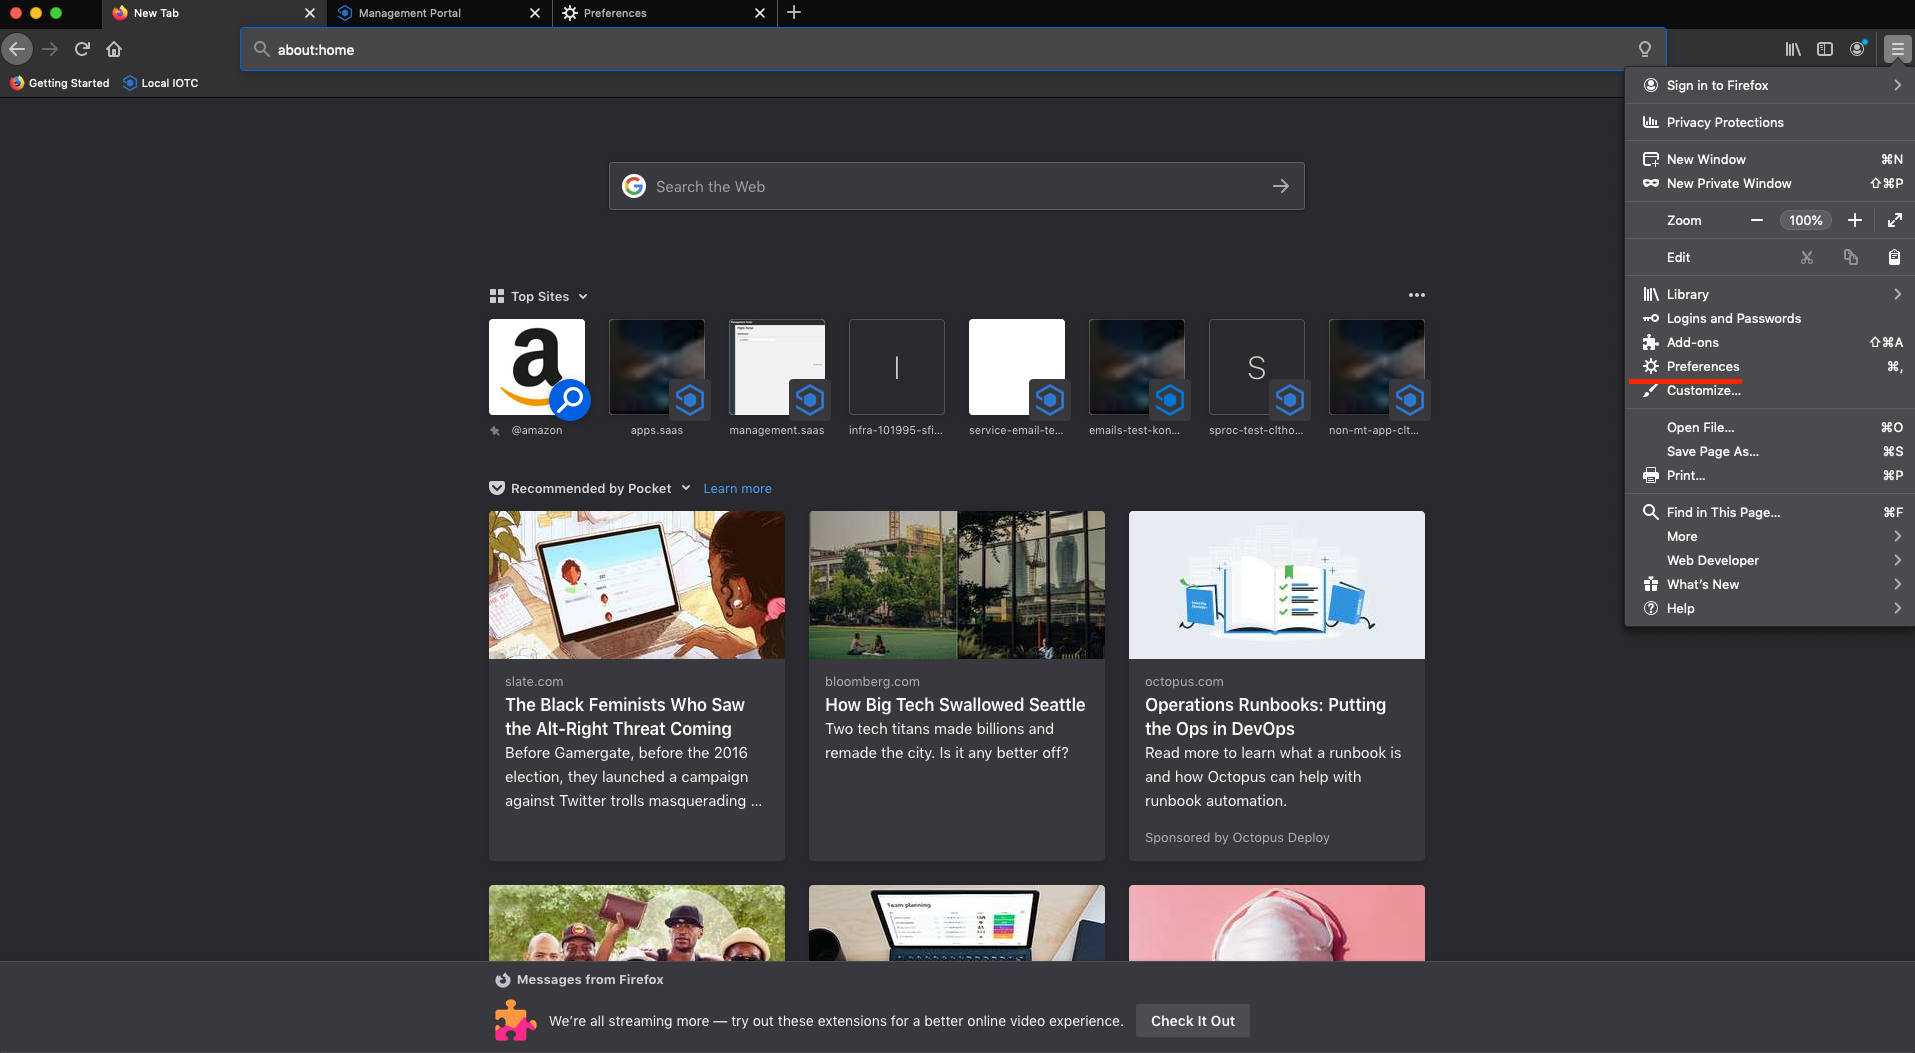 New Tab
Management Portal
Preferences
about:home
Getting Started
Local IOTC
Sign in to Firefox
Privacy Protections
New Window ⌘N
New Private Window ⇧⌘P
Zoom 100%
Edit
Library
Logins and Passwords
Add-ons ⇧⌘A
Preferences ⌘,
Customize...
Open File... ⌘O
Save Page As... ⌘S
Print... ⌘P
Find in This Page... ⌘F
More
Web Developer
What's New
Help
Search the Web
Top Sites
I
S
@amazon
apps.saas
management.saas
infra-101995-sfi...
service-email-te...
emails-test-kon...
sproc-test-cltho...
non-mt-app-clt...
Recommended by Pocket
Learn more
slate.com
The Black Feminists Who Saw
the Alt-Right Threat Coming
Before Gamergate, before the 2016
election, they launched a campaign
against Twitter trolls masquerading ...
bloomberg.com
How Big Tech Swallowed Seattle
Two tech titans made billions and
remade the city. Is it any better off?
octopus.com
Operations Runbooks: Putting
the Ops in DevOps
Read more to learn what a runbook is
and how Octopus can help with
runbook automation.
Sponsored by Octopus Deploy
Team planning
Messages from Firefox
We're all streaming more — try out these extensions for a better online video experience.
Check It Out